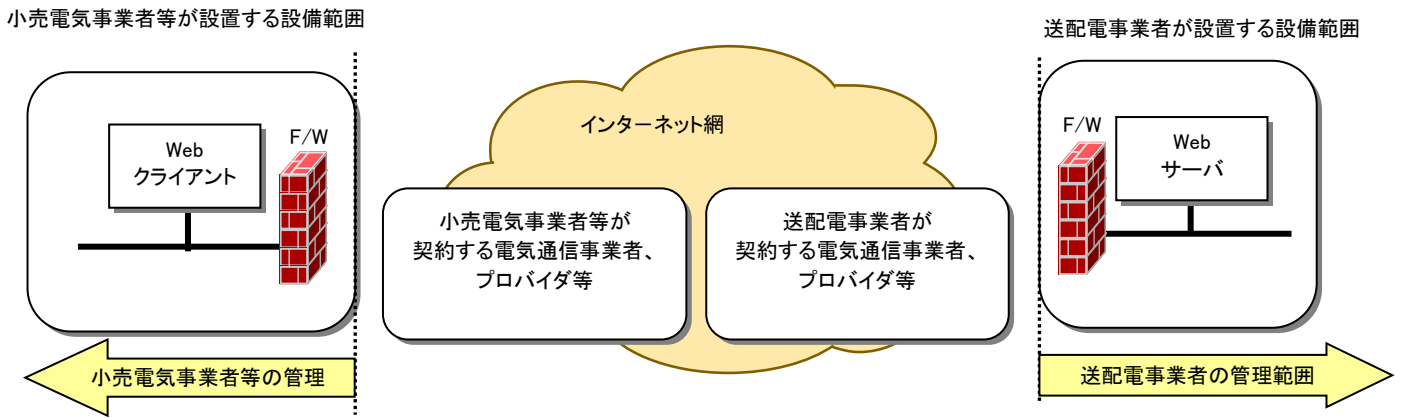 小売電気事業者等が設置する設備範囲
送配電事業者が設置する設備範囲
F/W
Web
クライアント
インターネット網
F/W
Web
サーバ
小売電気事業者等が
契約する電気通信事業者、
プロバイダ等
送配電事業者が
契約する電気通信事業者、
プロバイダ等
小売電気事業者等の管理
送配電事業者の管理範囲